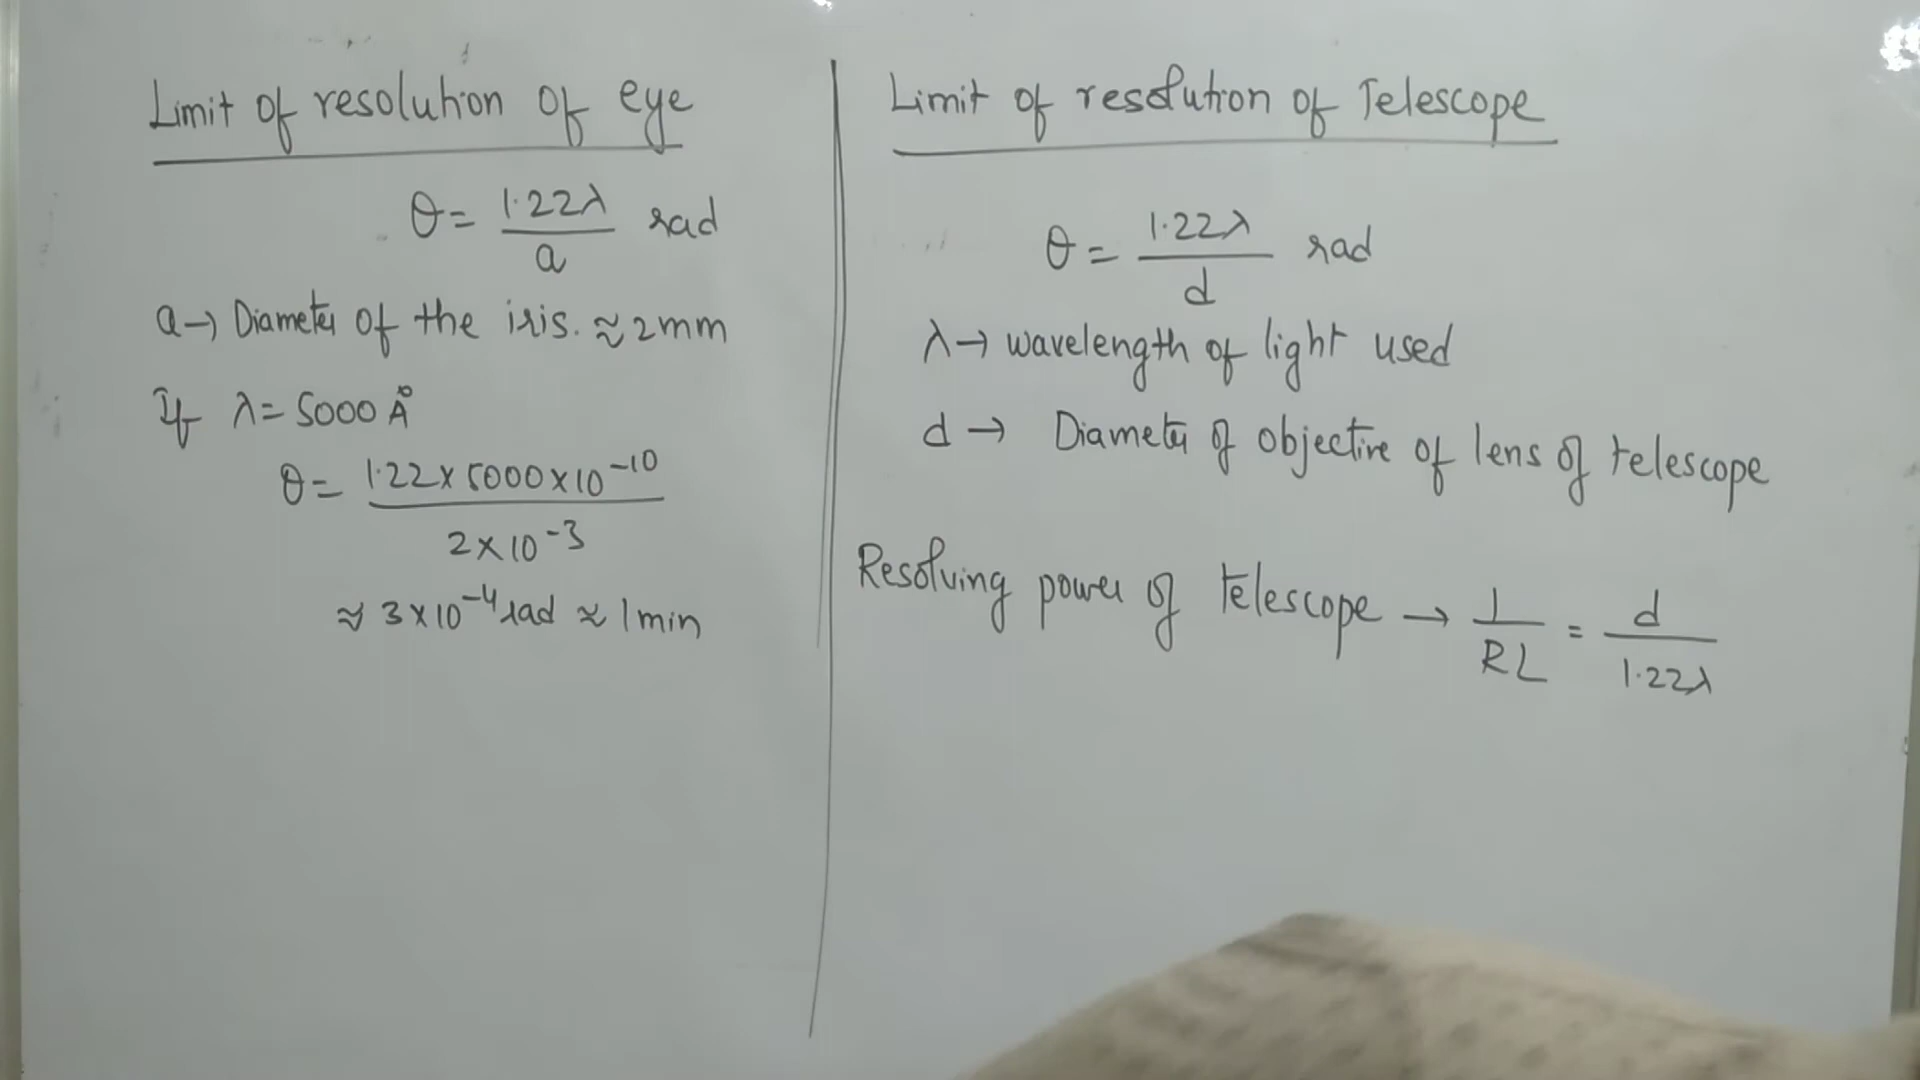 Limit of resolution of eye
θ = 1.22λ / a rad
a → Diameter of the iris. ≈ 2mm
If λ = 5000 Å
θ = 1.22 × 5000 × 10⁻¹⁰ / 2 × 10⁻³
≈ 3 × 10⁻⁴ rad ≈ 1 min
Limit of resolution of Telescope
θ = 1.22λ / d rad
λ → wavelength of light used
d → Diameter of objective of lens of telescope
Resolving power of telescope → 1 / RL = d / 1.22λ